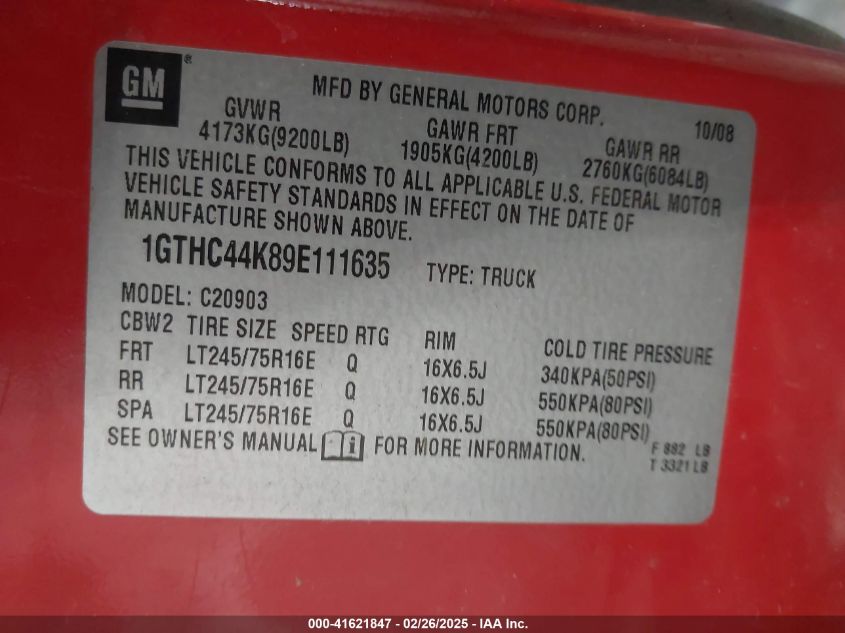 GM ®
MFD BY GENERAL MOTORS CORP.
10/08
GVWR GAWR FRT GAWR RR
4173KG(9200LB) 1905KG(4200LB) 2760KG(6084LB)
THIS VEHICLE CONFORMS TO ALL APPLICABLE U.S. FEDERAL MOTOR
VEHICLE SAFETY STANDARDS IN EFFECT ON THE DATE OF
MANUFACTURE SHOWN ABOVE.
1GTHC44K89E111635 TYPE: TRUCK
MODEL: C20903
CBW2 TIRE SIZE SPEED RTG RIM COLD TIRE PRESSURE
FRT LT245/75R16E Q 16X6.5J 340KPA(50PSI)
RR LT245/75R16E Q 16X6.5J 550KPA(80PSI)
SPA LT245/75R16E Q 16X6.5J 550KPA(80PSI)
SEE OWNER'S MANUAL i FOR MORE INFORMATION.
F 882 LB
T 3321 LB
000-41621847 - 02/26/2025 - IAA Inc.